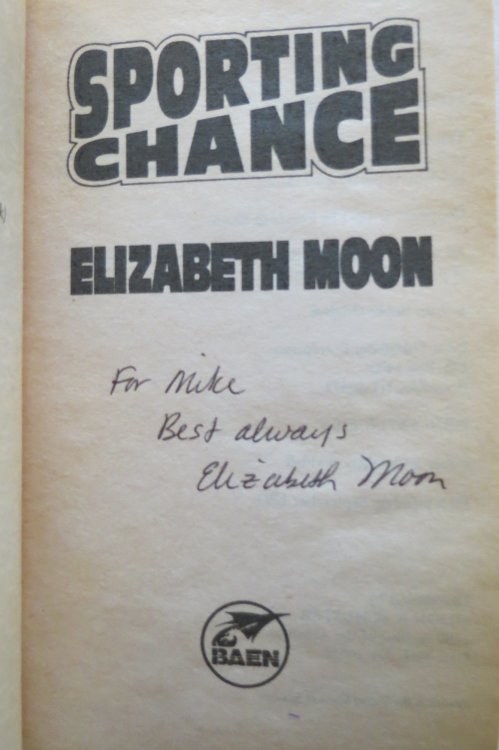 SPORTING
CHANCE
ELIZABETH MOON
For Mike
Best always
Elizabeth Moon
BAEN